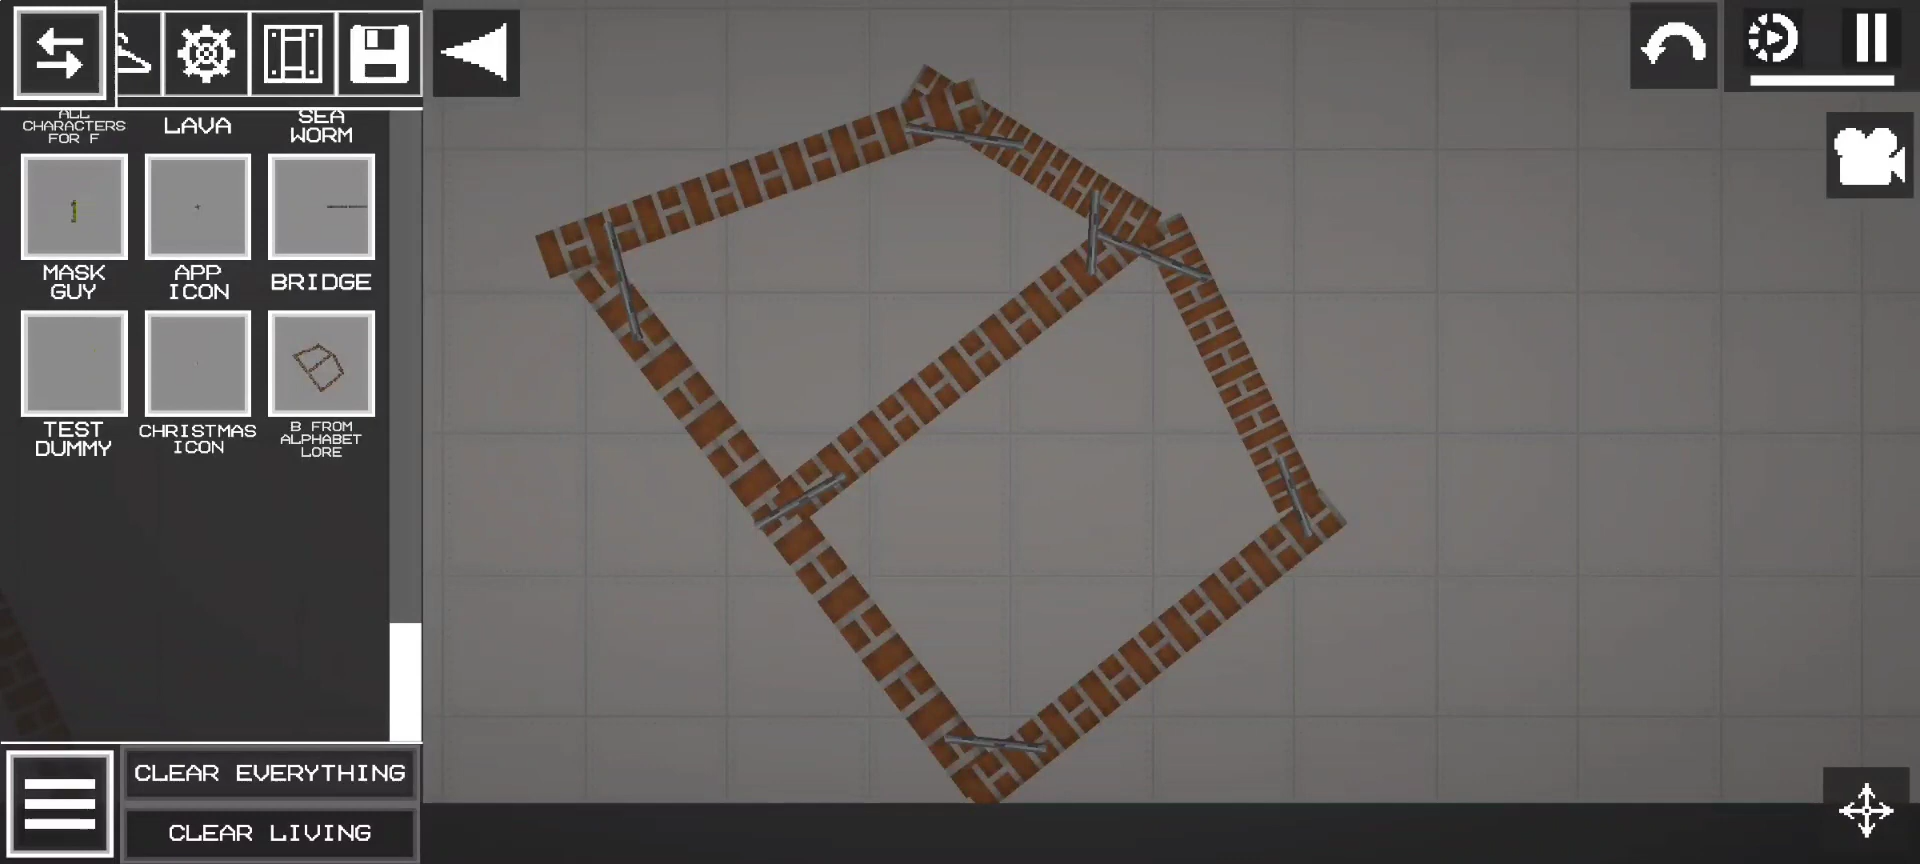 ALL
CHARACTERS
FOR F
LAVA
SEA
WORM
MASK
GUY
APP
ICON
BRIDGE
TEST
DUMMY
CHRISTMAS
ICON
B FROM
ALPHABET
LORE
CLEAR EVERYTHING
CLEAR LIVING